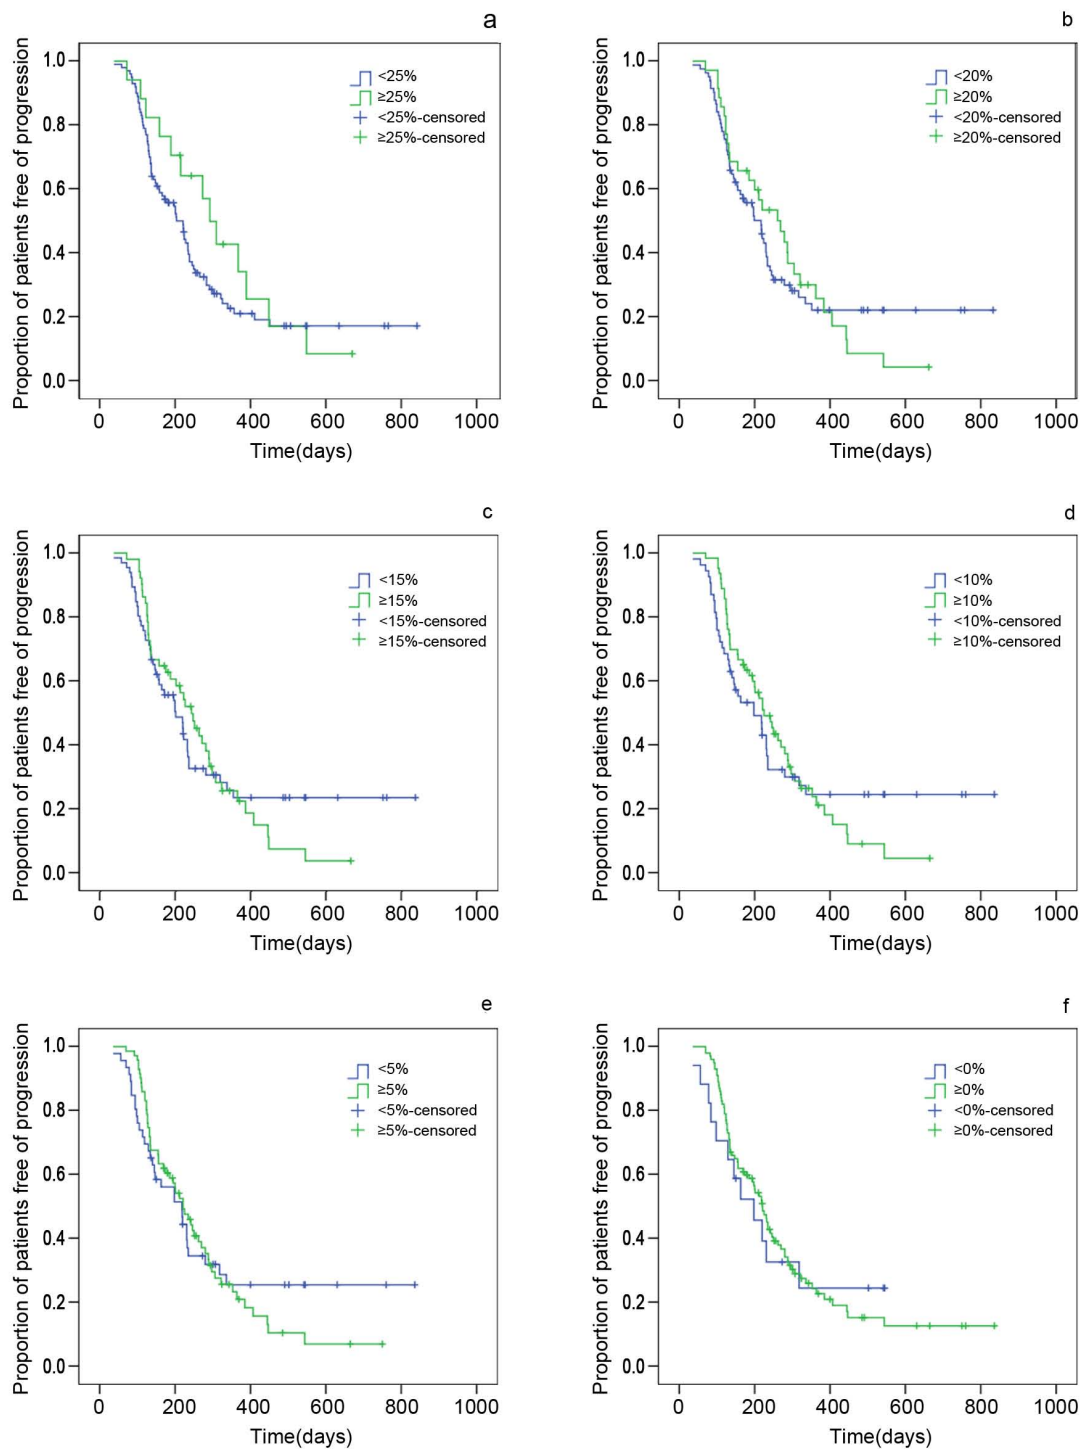 a
Proportion of patients free of progression
1.0
0.8
0.6
0.4
0.2
0.0
<25%
≥25%
<25%-censored
≥25%-censored
0 200 400 600 800 1000
Time(days)
b
Proportion of patients free of progression
1.0
0.8
0.6
0.4
0.2
0.0
<20%
≥20%
<20%-censored
≥20%-censored
0 200 400 600 800 1000
Time(days)
c
Proportion of patients free of progression
1.0
0.8
0.6
0.4
0.2
0.0
<15%
≥15%
<15%-censored
≥15%-censored
0 200 400 600 800 1000
Time(days)
d
Proportion of patients free of progression
1.0
0.8
0.6
0.4
0.2
0.0
<10%
≥10%
<10%-censored
≥10%-censored
0 200 400 600 800 1000
Time(days)
e
Proportion of patients free of progression
1.0
0.8
0.6
0.4
0.2
0.0
<5%
≥5%
<5%-censored
≥5%-censored
0 200 400 600 800 1000
Time(days)
f
Proportion of patients free of progression
1.0
0.8
0.6
0.4
0.2
0.0
<0%
≥0%
<0%-censored
≥0%-censored
0 200 400 600 800 1000
Time(days)